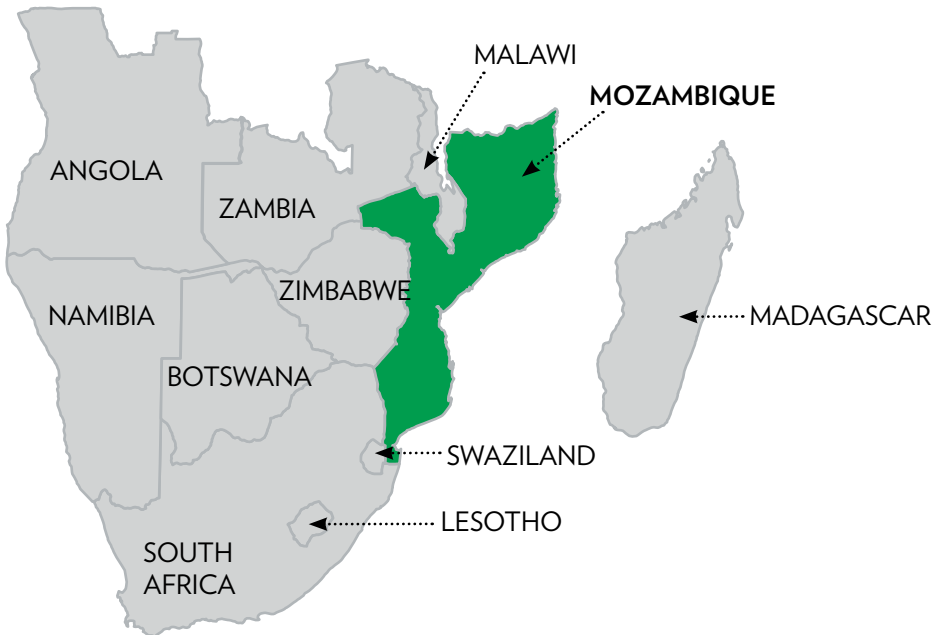 MALAWI
MOZAMBIQUE
ANGOLA
ZAMBIA
ZIMBABWE
NAMIBIA
MADAGASCAR
BOTSWANA
SWAZILAND
LESOTHO
SOUTH
AFRICA